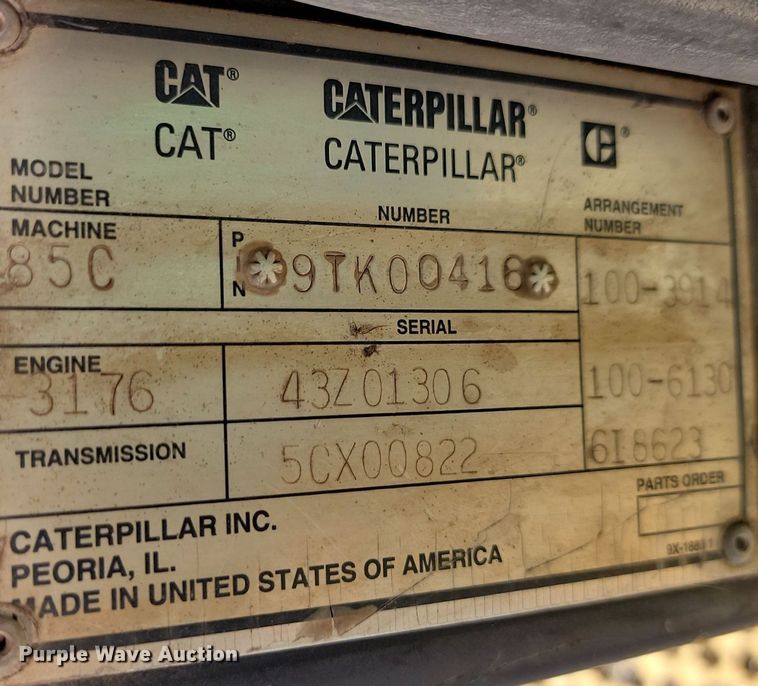 CAT® CATERPILLAR®
CAT® CATERPILLAR®
MODEL NUMBER
NUMBER
ARRANGEMENT NUMBER
MACHINE
85C
PIN
*9TK00416*
100-3914
SERIAL
ENGINE
3176
43Z01306
100-6130
TRANSMISSION
5CX00822
6I8623
PARTS ORDER
CATERPILLAR INC.
PEORIA, IL.
MADE IN UNITED STATES OF AMERICA
Purple Wave Auction